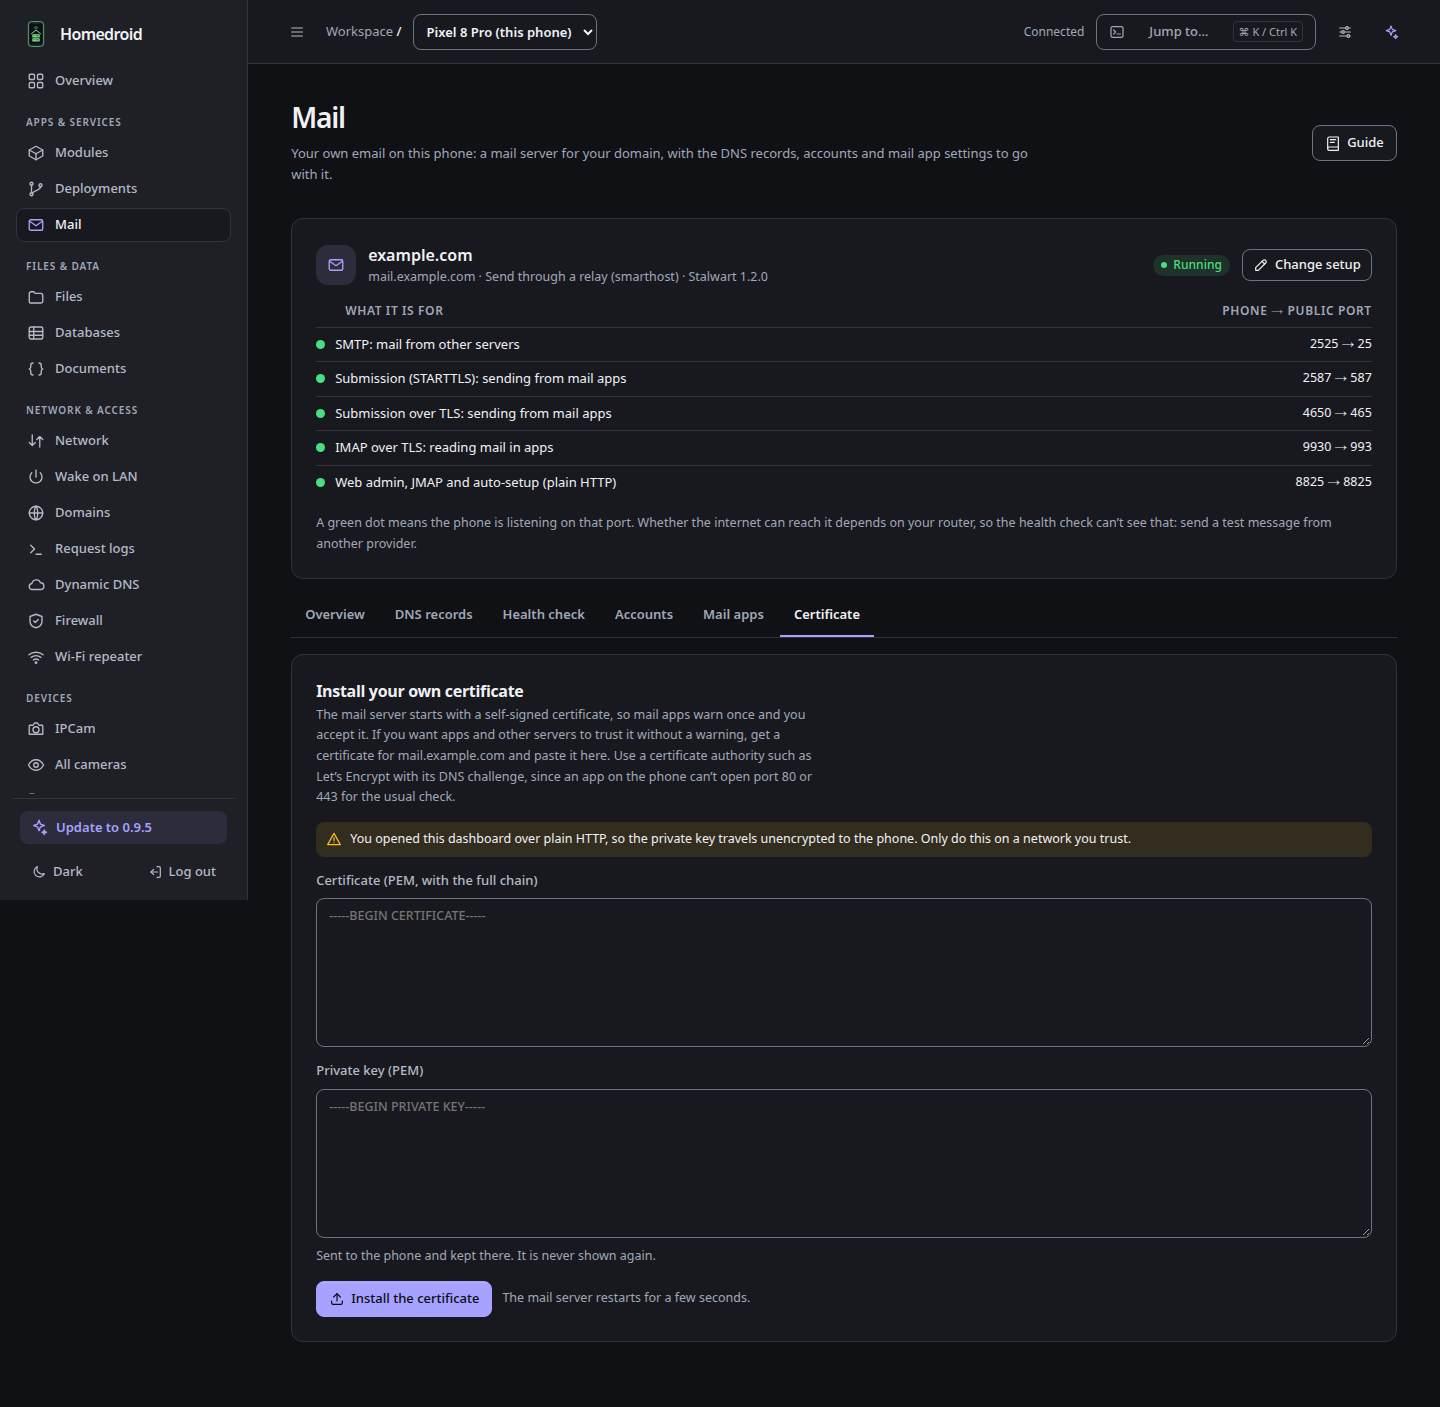 Homedroid
Overview
APPS & SERVICES
Modules
Deployments
Mail
FILES & DATA
Files
Databases
Documents
NETWORK & ACCESS
Network
Wake on LAN
Domains
Request logs
Dynamic DNS
Firewall
Wi-Fi repeater
DEVICES
IPCam
All cameras
Update to 0.9.5
Dark
Log out
Workspace /
Pixel 8 Pro (this phone)
Connected
Jump to...
⌘ K / Ctrl K
Mail
Your own email on this phone: a mail server for your domain, with the DNS records, accounts and mail app settings to go
with it.
Guide
example.com
mail.example.com · Send through a relay (smarthost) · Stalwart 1.2.0
Running
Change setup
WHAT IT IS FOR
PHONE → PUBLIC PORT
SMTP: mail from other servers
2525 → 25
Submission (STARTTLS): sending from mail apps
2587 → 587
Submission over TLS: sending from mail apps
4650 → 465
IMAP over TLS: reading mail in apps
9930 → 993
Web admin, JMAP and auto-setup (plain HTTP)
8825 → 8825
A green dot means the phone is listening on that port. Whether the internet can reach it depends on your router, so the health check can't see that: send a test message from
another provider.
Overview
DNS records
Health check
Accounts
Mail apps
Certificate
Install your own certificate
The mail server starts with a self-signed certificate, so mail apps warn once and you
accept it. If you want apps and other servers to trust it without a warning, get a
certificate for mail.example.com and paste it here. Use a certificate authority such as
Let's Encrypt with its DNS challenge, since an app on the phone can't open port 80 or
443 for the usual check.
You opened this dashboard over plain HTTP, so the private key travels unencrypted to the phone. Only do this on a network you trust.
Certificate (PEM, with the full chain)
-----BEGIN CERTIFICATE-----
Private key (PEM)
-----BEGIN PRIVATE KEY-----
Sent to the phone and kept there. It is never shown again.
Install the certificate
The mail server restarts for a few seconds.